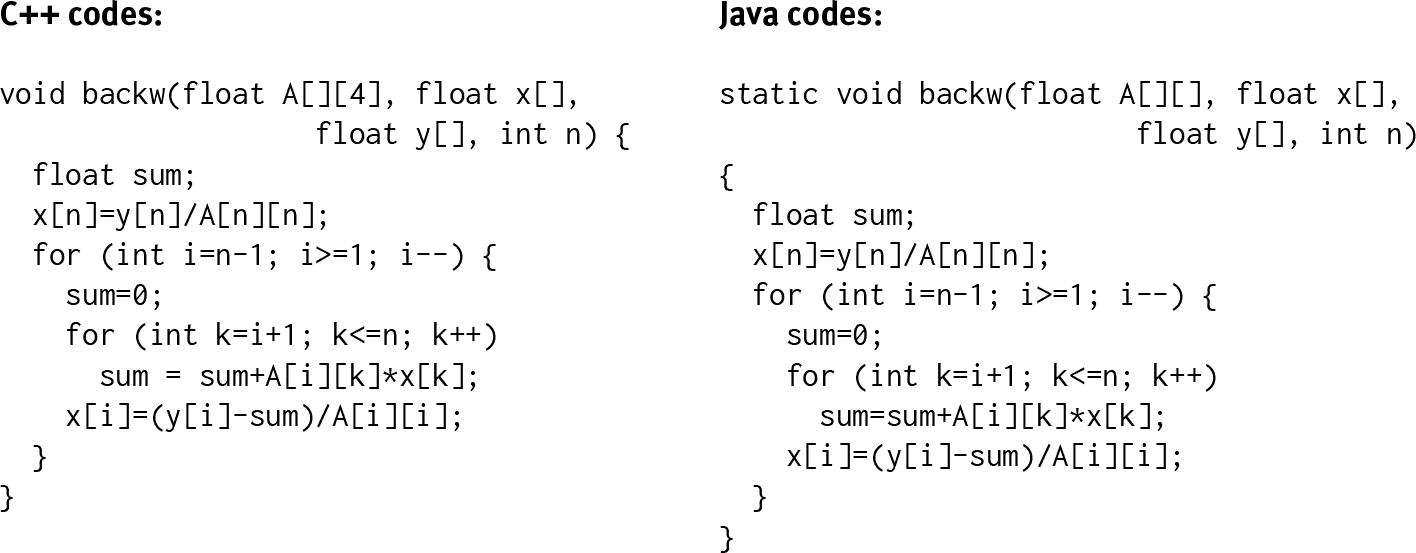 C++ codes:
void backw(float A[][4], float x[],
                   float y[], int n) {
  float sum;
  x[n]=y[n]/A[n][n];
  for (int i=n-1; i>=1; i--) {
    sum=0;
    for (int k=i+1; k<=n; k++)
      sum = sum+A[i][k]*x[k];
    x[i]=(y[i]-sum)/A[i][i];
  }
}
Java codes:
static void backw(float A[][], float x[],
                         float y[], int n)
{
  float sum;
  x[n]=y[n]/A[n][n];
  for (int i=n-1; i>=1; i--) {
    sum=0;
    for (int k=i+1; k<=n; k++)
      sum=sum+A[i][k]*x[k];
    x[i]=(y[i]-sum)/A[i][i];
  }
}